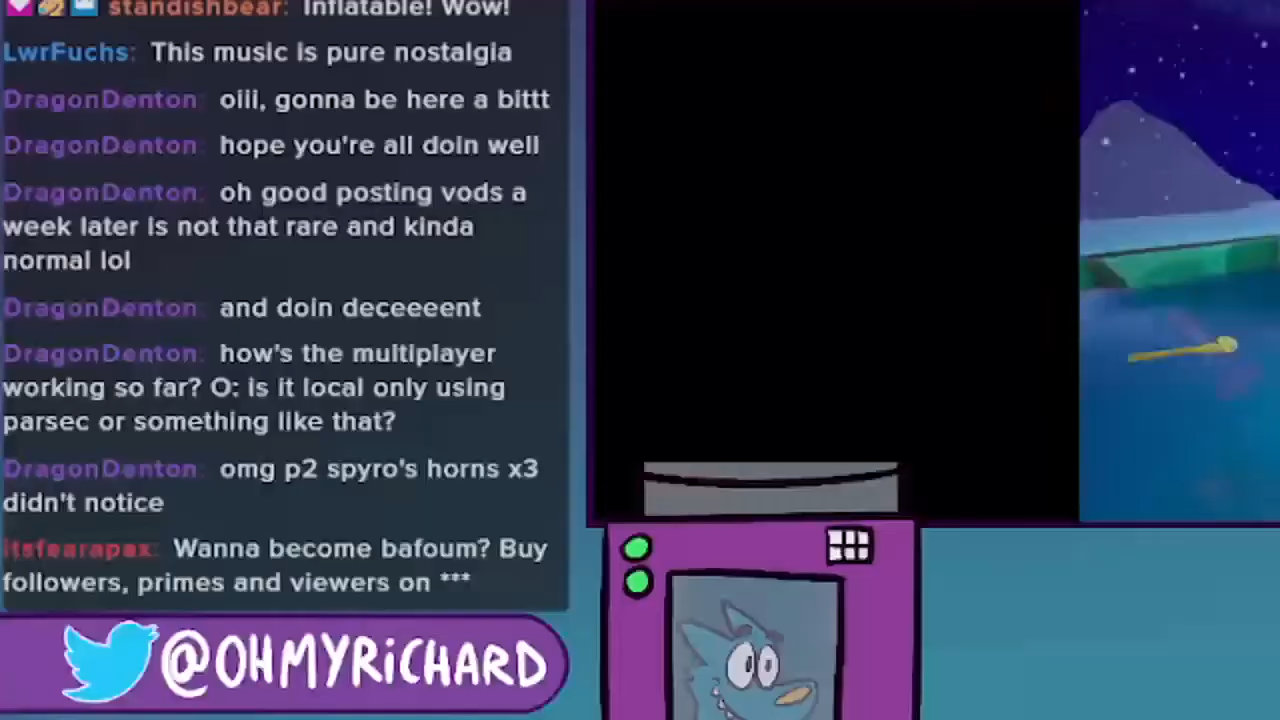 standishbear: Inflatable! Wow!
LwrFuchs: This music is pure nostalgia
DragonDenton: oiii, gonna be here a bittt
DragonDenton: hope you're all doin well
DragonDenton: oh good posting vods a
week later is not that rare and kinda
normal lol
DragonDenton: and doin deceeeent
DragonDenton: how's the multiplayer
working so far? O: is it local only using
parsec or something like that?
DragonDenton: omg p2 spyro's horns x3
didn't notice
itsfearapex: Wanna become bafoum? Buy
followers, primes and viewers on ***
@OHMYRiCHARD